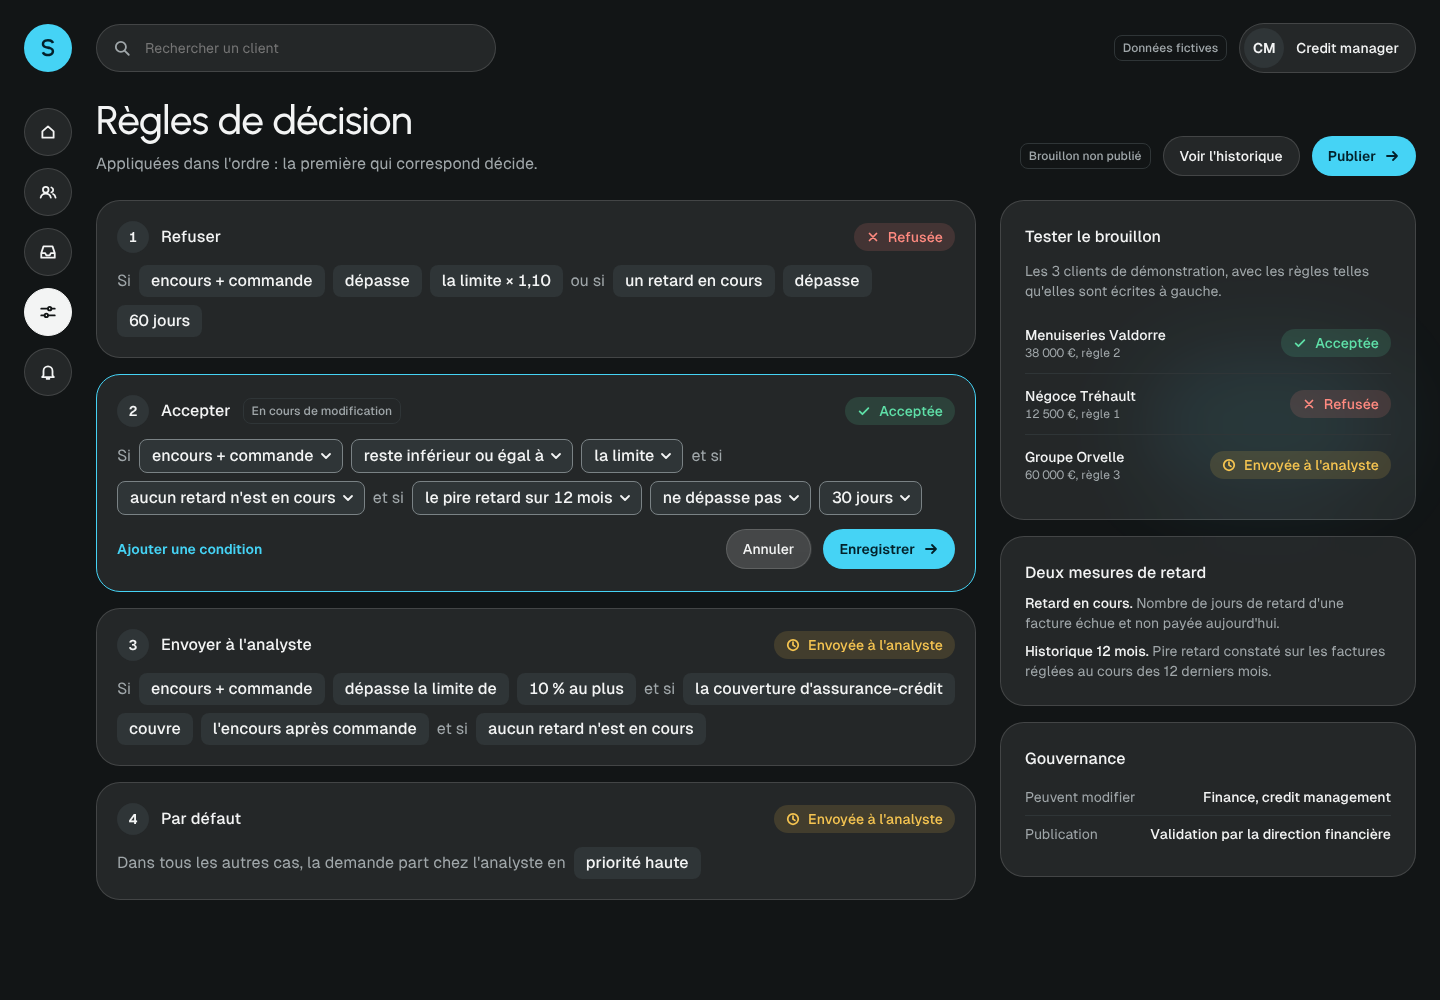 S
Rechercher un client
Données fictives
CM Credit manager
Règles de décision
Appliquées dans l'ordre : la première qui correspond décide.
Brouillon non publié
Voir l'historique
Publier
1 Refuser
Refusée
Si encours + commande dépasse la limite × 1,10 ou si un retard en cours dépasse
60 jours
2 Accepter En cours de modification
Acceptée
Si encours + commande reste inférieur ou égal à la limite et si
aucun retard n'est en cours et si le pire retard sur 12 mois ne dépasse pas 30 jours
Ajouter une condition
Annuler
Enregistrer
3 Envoyer à l'analyste
Envoyée à l'analyste
Si encours + commande dépasse la limite de 10 % au plus et si la couverture d'assurance-crédit
couvre l'encours après commande et si aucun retard n'est en cours
4 Par défaut
Envoyée à l'analyste
Dans tous les autres cas, la demande part chez l'analyste en priorité haute
Tester le brouillon
Les 3 clients de démonstration, avec les règles telles
qu'elles sont écrites à gauche.
Menuiseries Valdorre
38 000 €, règle 2
Acceptée
Négoce Tréhault
12 500 €, règle 1
Refusée
Groupe Orvelle
60 000 €, règle 3
Envoyée à l'analyste
Deux mesures de retard
Retard en cours. Nombre de jours de retard d'une
facture échue et non payée aujourd'hui.
Historique 12 mois. Pire retard constaté sur les factures
réglées au cours des 12 derniers mois.
Gouvernance
Peuvent modifier Finance, credit management
Publication Validation par la direction financière